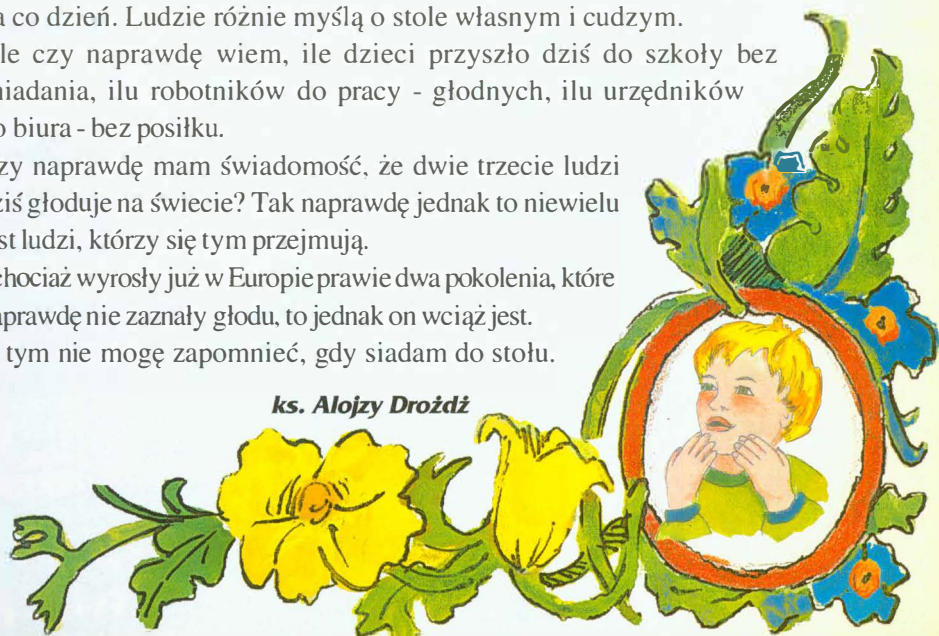 a co dzień. Ludzie różnie myślą o stole własnym i cudzym.
le czy naprawdę wiem, ile dzieci przyszło dziś do szkoły bez
niadania, ilu robotników do pracy - głodnych, ilu urzędników
o biura - bez posiłku.
zy naprawdę mam świadomość, że dwie trzecie ludzi
ziś głoduje na świecie? Tak naprawdę jednak to niewielu
st ludzi, którzy się tym przejmują.
chociaż wyrosły już w Europie prawie dwa pokolenia, które
aprawdę nie zaznały głodu, to jednak on wciąż jest.
tym nie mogę zapomnieć, gdy siadam do stołu.
ks. Alojzy Drożdż